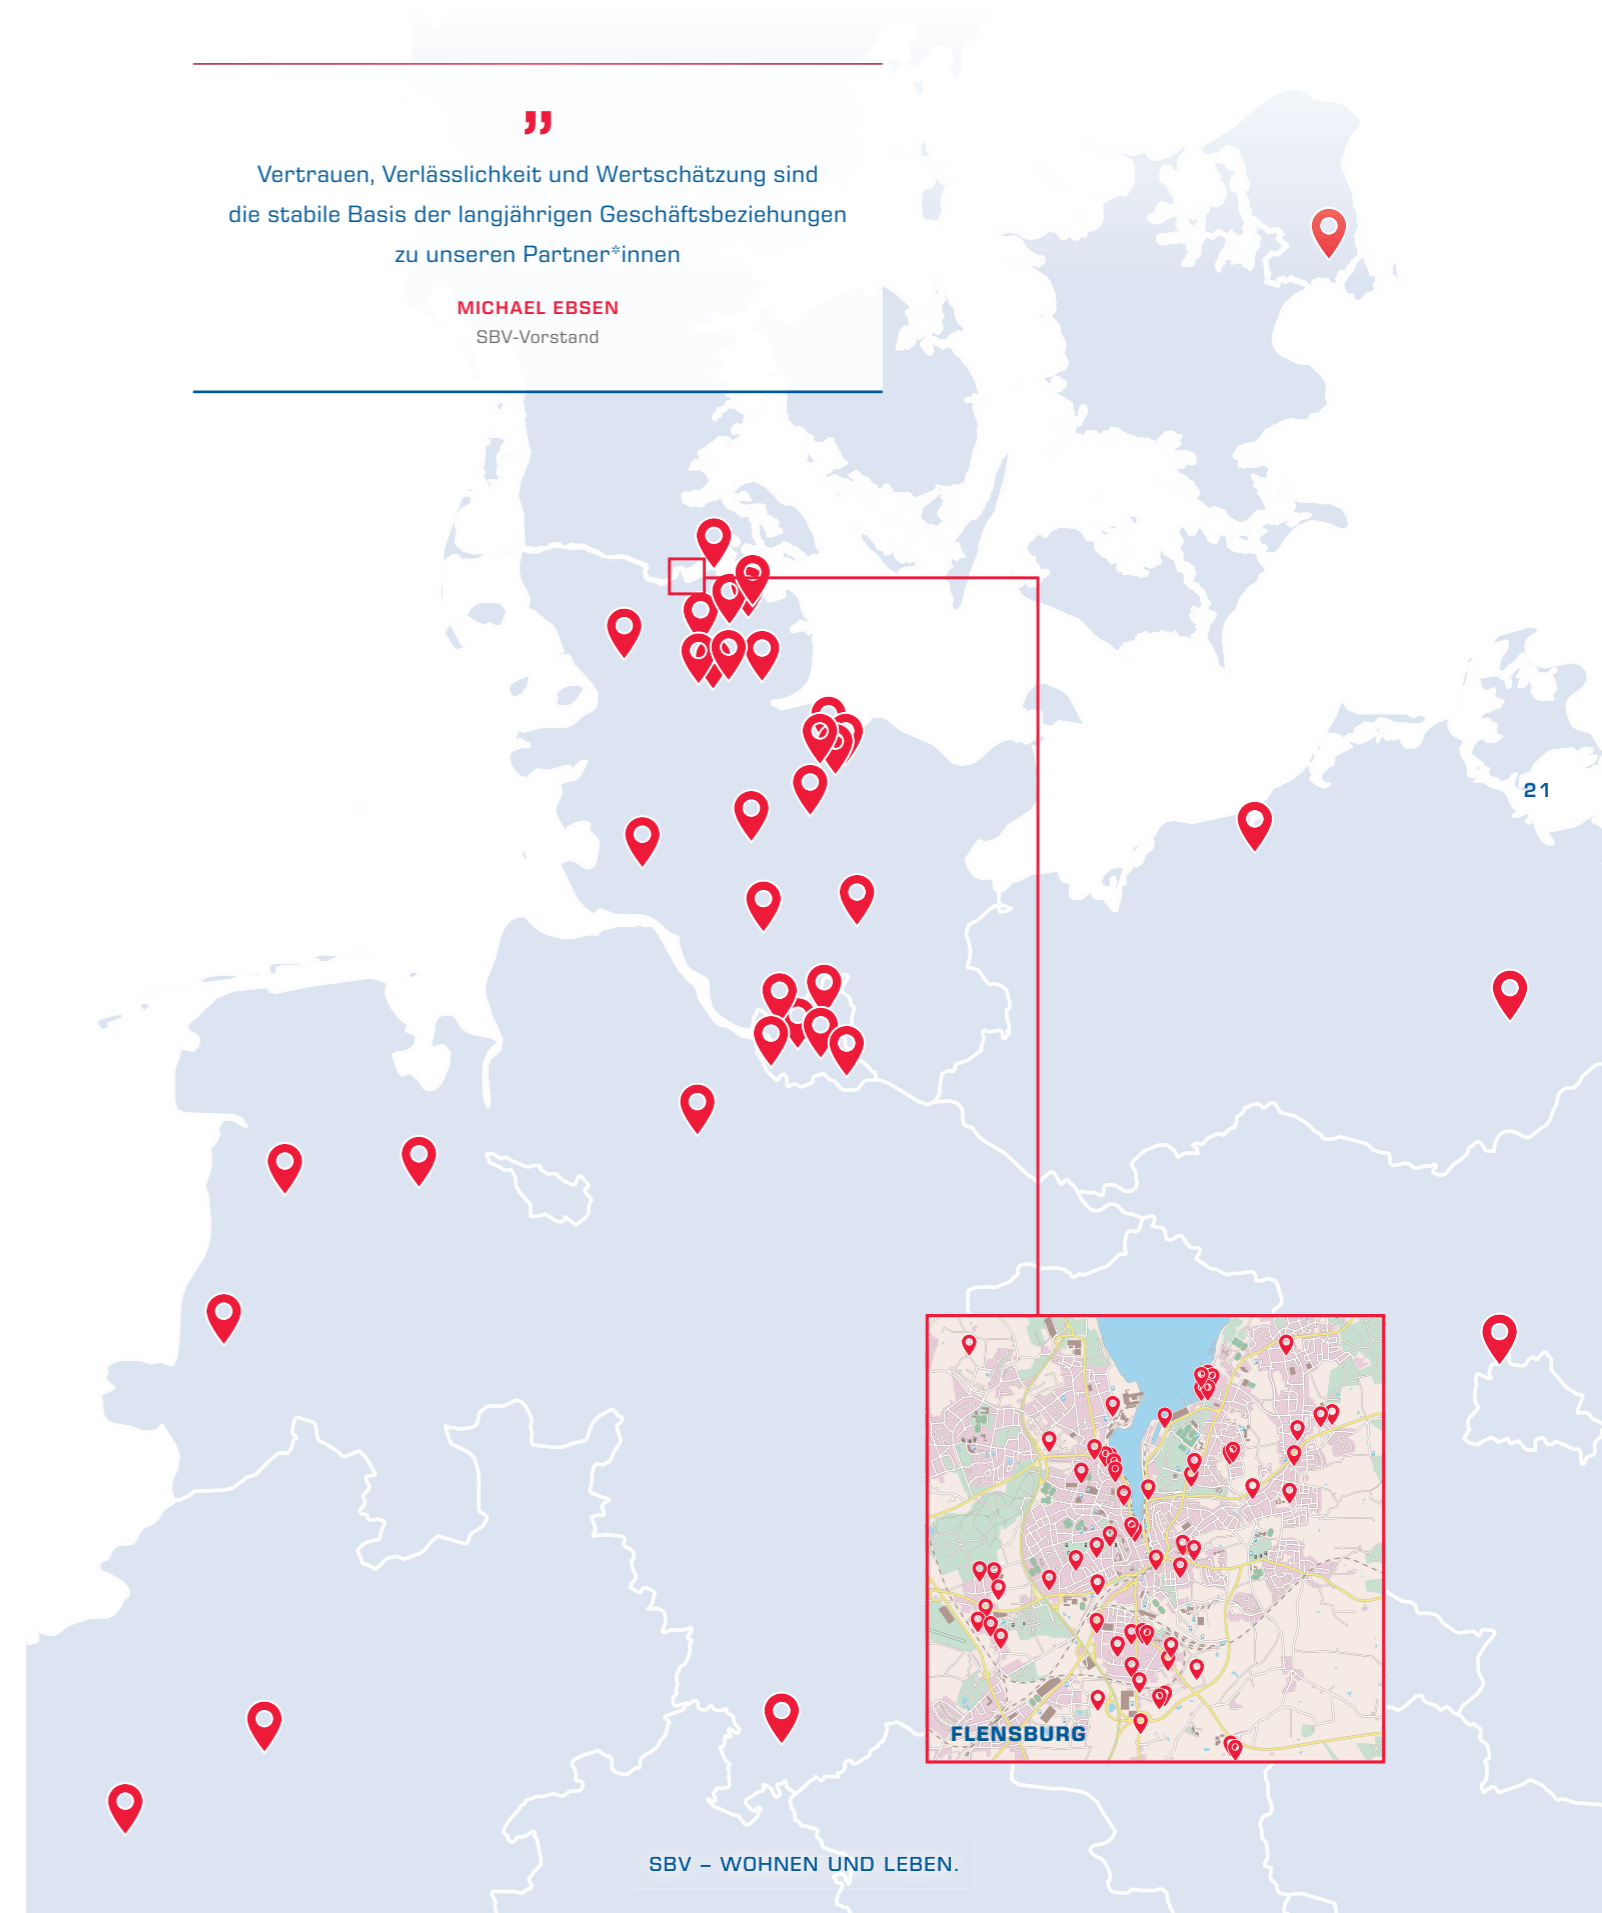 ”
Vertrauen, Verlässlichkeit und Wertschätzung sind
die stabile Basis der langjährigen Geschäftsbeziehungen
zu unseren Partner*innen
MICHAEL EBSEN
SBV-Vorstand
21
FLENSBURG
SBV – WOHNEN UND LEBEN.